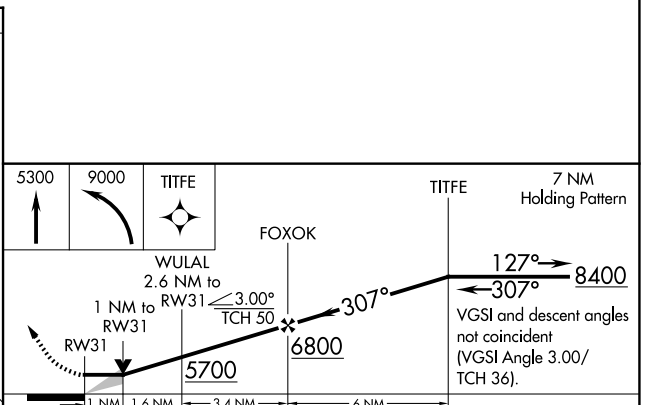 5300
9000
TITFE
TITFE
7 NM
Holding Pattern
FOXOK
WULAL
2.6 NM to
RW31
3.00°
TCH 50
1 NM to
RW31
RW31
307°
127°
307°
8400
6800
5700
VGSI and descent angles
not coincident
(VGSI Angle 3.00/
TCH 36).
1 NM
1.6 NM
3.4 NM
6 NM